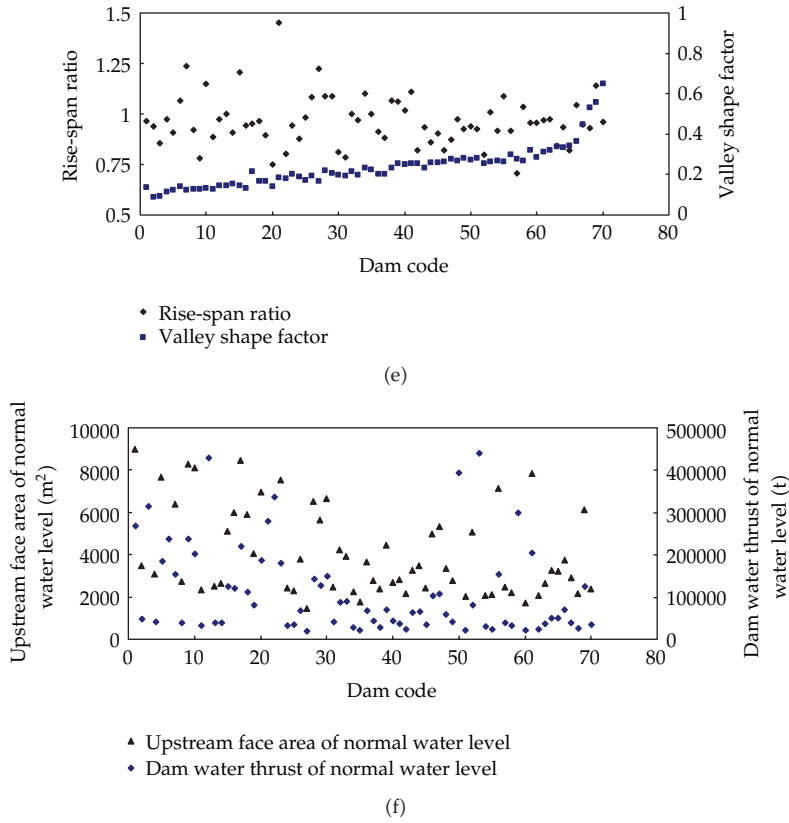 1.5
1.25
1
0.75
0.5
Rise-span ratio
1
0.8
0.6
0.4
0.2
0
Valley shape factor
0 10 20 30 40 50 60 70 80
Dam code
Rise-span ratio
Valley shape factor
(e)
10000
8000
6000
4000
2000
0
Upstream face area of normal
water level (m²)
500000
400000
300000
200000
100000
0
Dam water thrust of normal
water level (t)
0 10 20 30 40 50 60 70 80
Dam code
Upstream face area of normal water level
Dam water thrust of normal water level
(f)